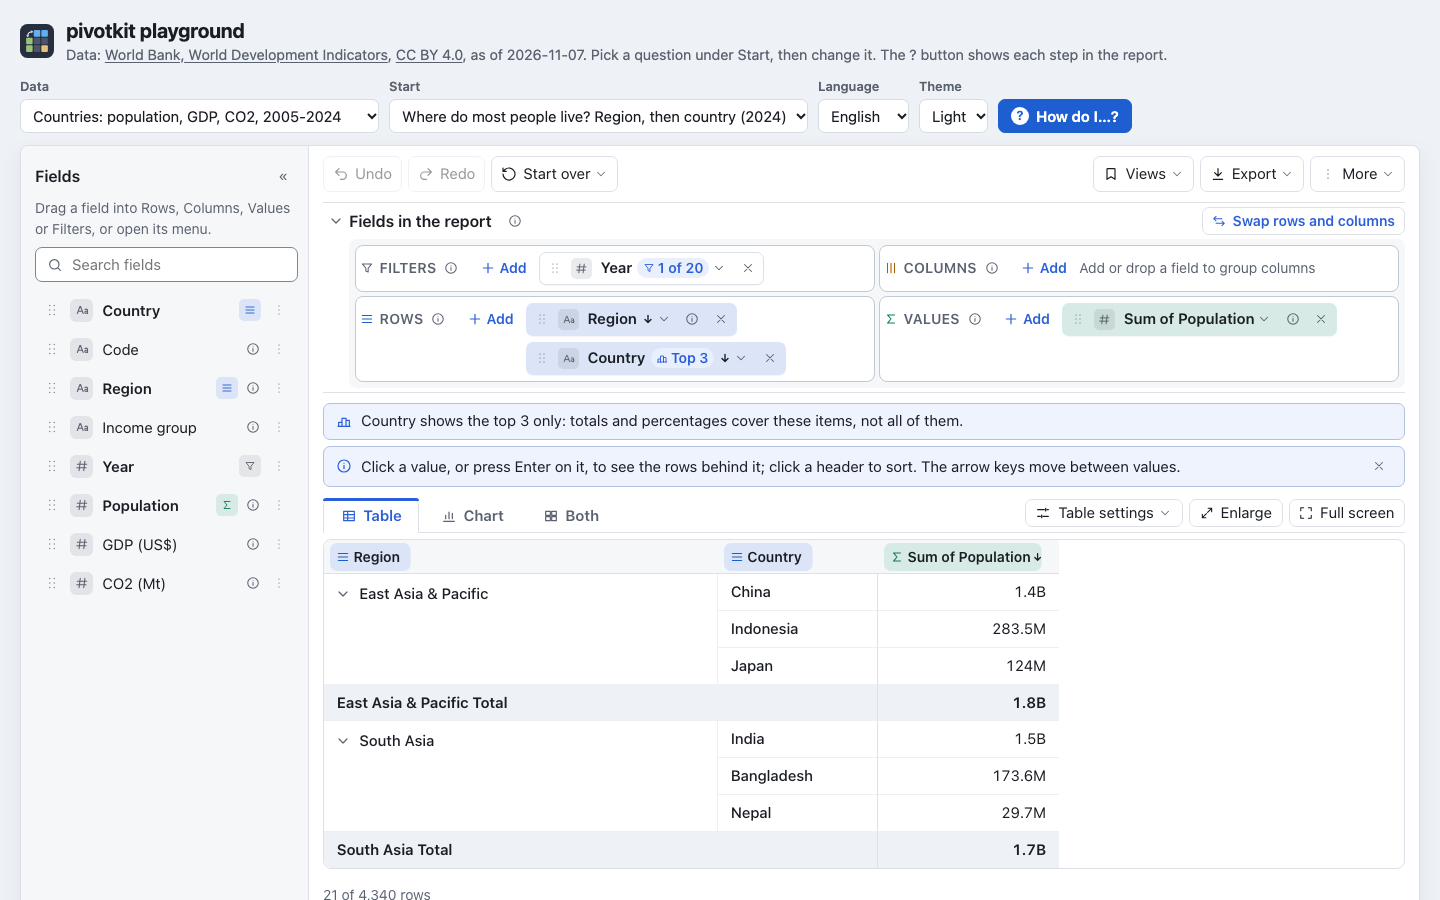 pivotkit playground
Data: World Bank, World Development Indicators, CC BY 4.0, as of 2026-11-07. Pick a question under Start, then change it. The ? button shows each step in the report.
Data
Start
Language
Theme
Countries: population, GDP, CO2, 2005-2024
Where do most people live? Region, then country (2024)
English
Light
? How do I...?
Fields
«
Drag a field into Rows, Columns, Values
or Filters, or open its menu.
Search fields
Aa Country
Aa Code
Aa Region
Aa Income group
# Year
# Population Σ
# GDP (US$)
# CO2 (Mt)
Undo
Redo
Start over
Views
Export
More
Fields in the report
Swap rows and columns
FILTERS + Add # Year 1 of 20
COLUMNS + Add Add or drop a field to group columns
ROWS + Add Aa Region ↓
Aa Country Top 3 ↓
Σ VALUES + Add # Sum of Population
Country shows the top 3 only: totals and percentages cover these items, not all of them.
Click a value, or press Enter on it, to see the rows behind it; click a header to sort. The arrow keys move between values.
Table
Chart
Both
Table settings
Enlarge
Full screen
Region Country Σ Sum of Population ↓
East Asia & Pacific China 1.4B
Indonesia 283.5M
Japan 124M
East Asia & Pacific Total 1.8B
South Asia India 1.5B
Bangladesh 173.6M
Nepal 29.7M
South Asia Total 1.7B
21 of 4,340 rows